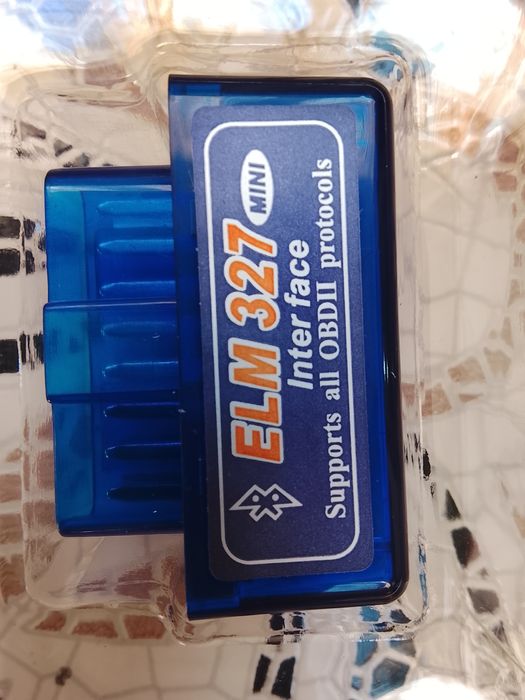 MINI
ELM 327
Inter face
Supports all OBDII protocols